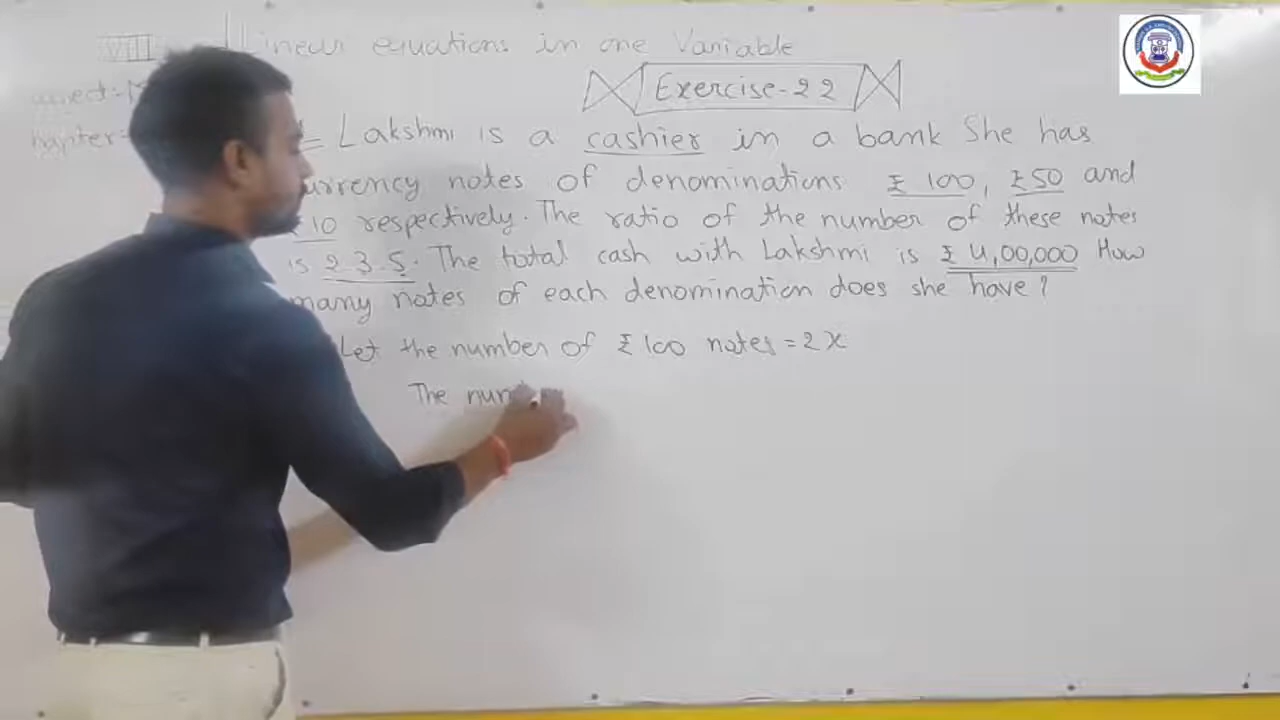 VIII Linear equations in one Variable
Exercise-22
Lakshmi is a cashier in a bank She has
urrency notes of denominations ₹ 100, ₹50 and
₹10 respectively. The ratio of the number of these notes
is 2.3.5. The total cash with Lakshmi is ₹ 4,00,000 How
many notes of each denomination does she have?
Let the number of ₹ 100 notes = 2x
The num